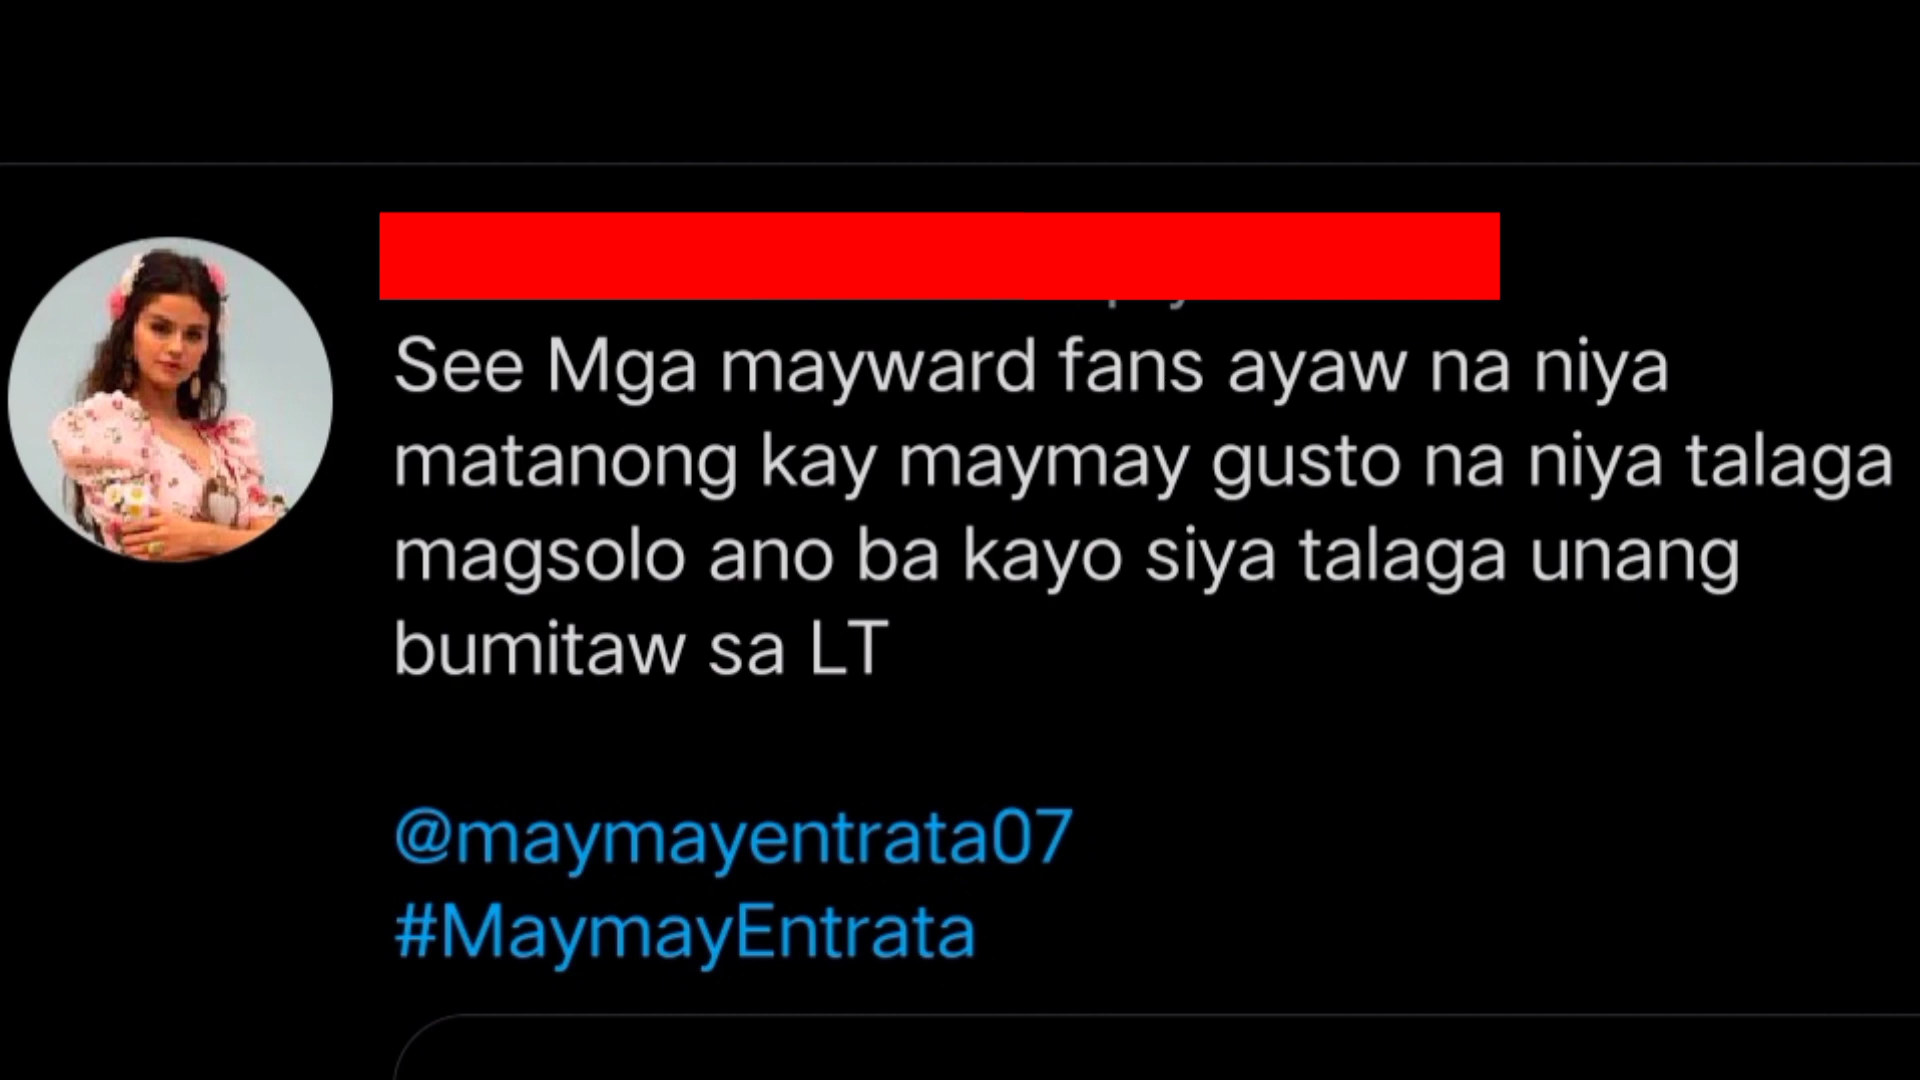 See Mga mayward fans ayaw na niya
matanong kay maymay gusto na niya talaga
magsolo ano ba kayo siya talaga unang
bumitaw sa LT
@maymayentrata07
#MaymayEntrata